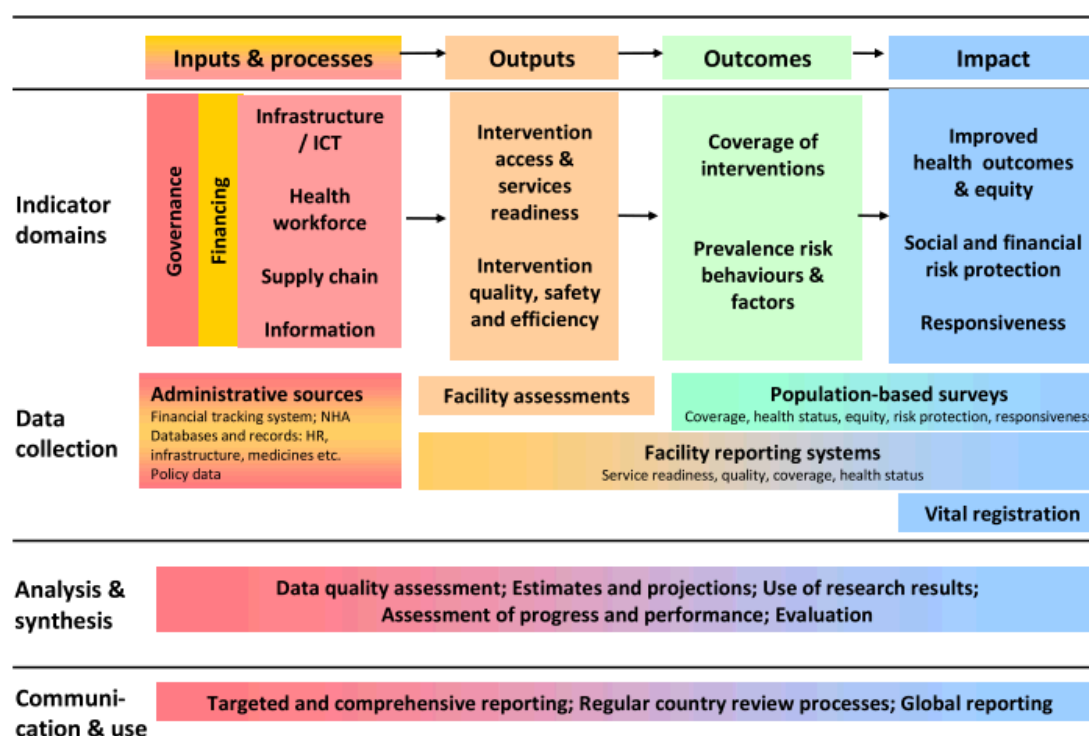 Inputs & processes
Outputs
Outcomes
Impact
Indicator
domains
Governance
Financing
Infrastructure
/ ICT
Health
workforce
Supply chain
Information
Intervention
access &
services
readiness
Intervention
quality, safety
and efficiency
Coverage of
interventions
Prevalence risk
behaviours &
factors
Improved
health outcomes
& equity
Social and financial
risk protection
Responsiveness
Data
collection
Administrative sources
Financial tracking system; NHA
Databases and records: HR,
infrastructure, medicines etc.
Policy data
Facility assessments
Population-based surveys
Coverage, health status, equity, risk protection, responsiveness
Facility reporting systems
Service readiness, quality, coverage, health status
Vital registration
Analysis &
synthesis
Data quality assessment; Estimates and projections; Use of research results;
Assessment of progress and performance; Evaluation
Communi-
cation & use
Targeted and comprehensive reporting; Regular country review processes; Global reporting